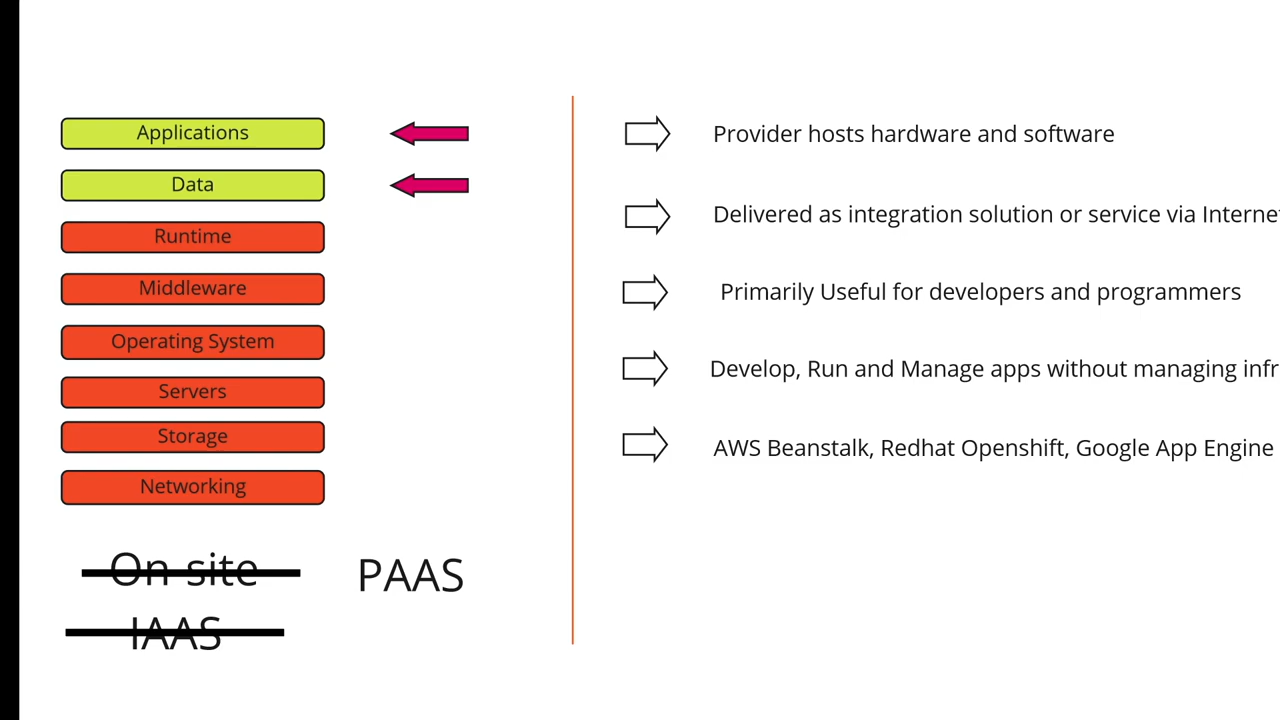 Applications
Data
Runtime
Middleware
Operating System
Servers
Storage
Networking
On site
IAAS
PAAS
Provider hosts hardware and software
Delivered as integration solution or service via Interne
Primarily Useful for developers and programmers
Develop, Run and Manage apps without managing infr
AWS Beanstalk, Redhat Openshift, Google App Engine